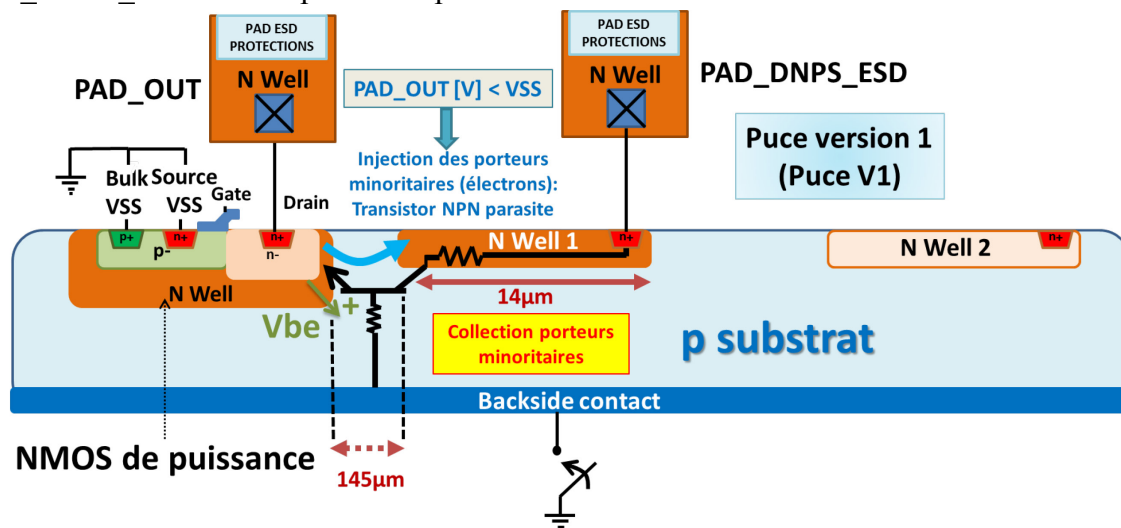 PAD ESD
PROTECTIONS
N Well
PAD_OUT
PAD_OUT [V] < VSS
PAD ESD
PROTECTIONS
N Well
PAD_DNPS_ESD
Puce version 1
(Puce V1)
Injection des porteurs
minoritaires (électrons):
Transistor NPN parasite
Bulk
VSS
Source
VSS
Gate
Drain
p+
n+
p-
n+
n-
N Well
N Well 1
n+
N Well 2
n+
Vbe
+
14µm
Collection porteurs
minoritaires
p substrat
Backside contact
NMOS de puissance
145µm